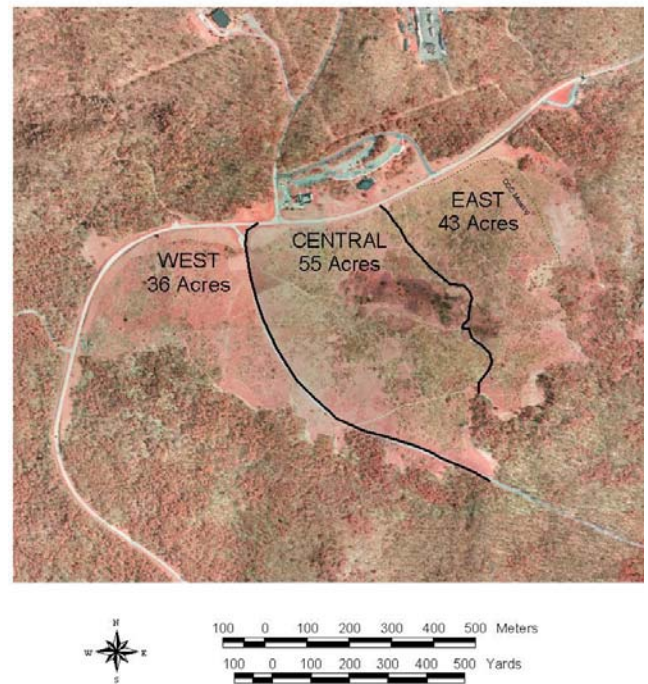 EAST
43 Acres
CENTRAL
55 Acres
WEST
36 Acres
N
W E
S
100 0 100 200 300 400 500 Meters
100 0 100 200 300 400 500 Yards